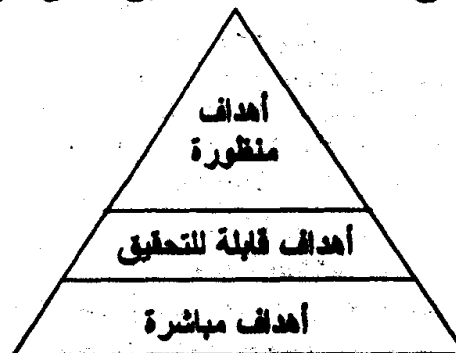 أهداف
منظورة
أهداف قابلة للتحقيق
أهداف مباشرة